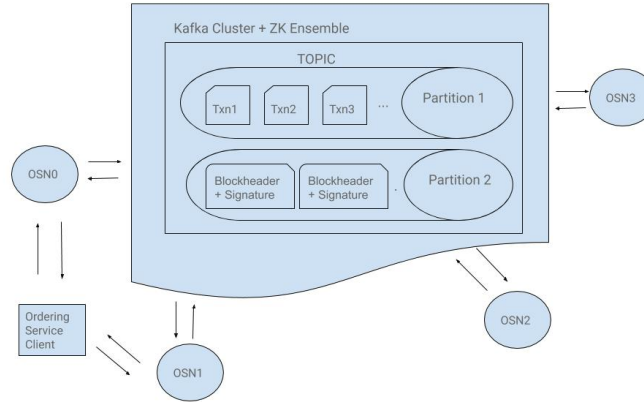 Kafka Cluster + ZK Ensemble
TOPIC
Txn1
Txn2
Txn3
...
Partition 1
Blockheader
+ Signature
Blockheader
+ Signature
.
Partition 2
OSN0
OSN3
OSN2
OSN1
Ordering
Service
Client